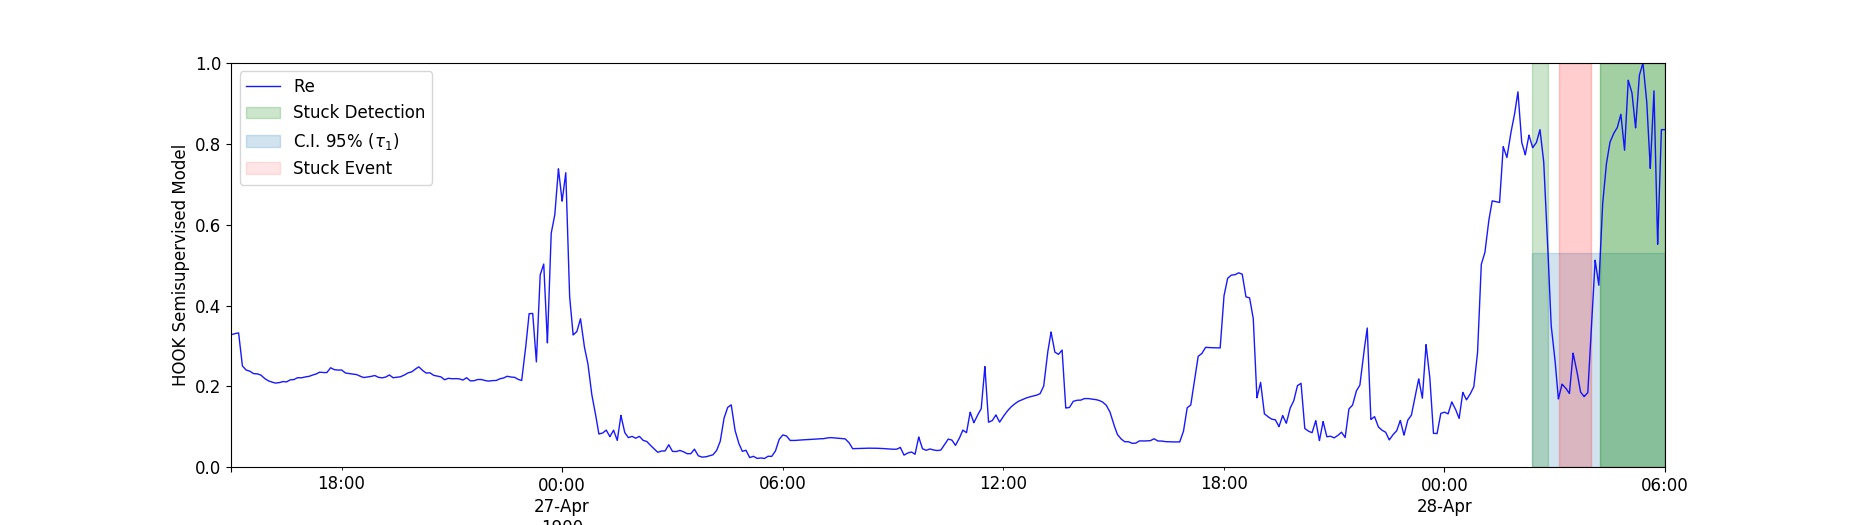 HOOK Semisupervised Model
1.0
0.8
0.6
0.4
0.2
0.0
Re
Stuck Detection
C.I. 95% (τ₁)
Stuck Event
18:00 00:00 06:00 12:00 18:00 00:00 06:00
27-Apr 28-Apr
1900